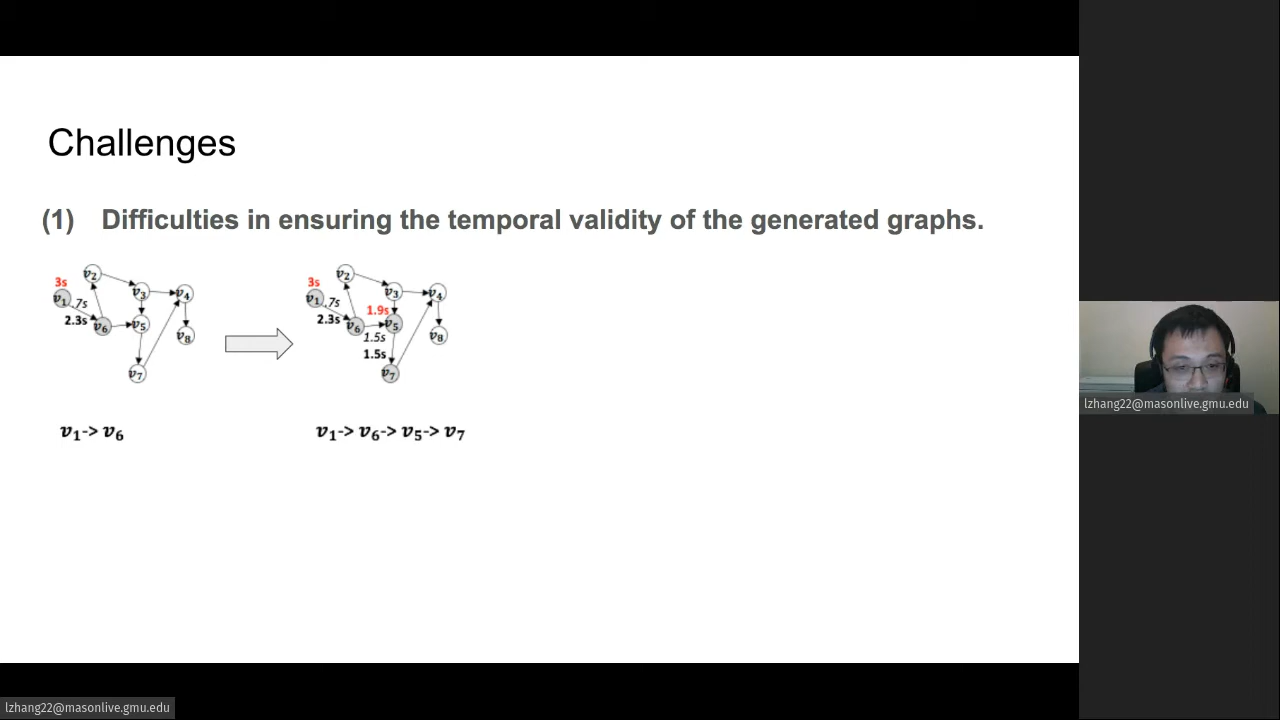 Challenges
(1) Difficulties in ensuring the temporal validity of the generated graphs.
3s
v2
v1
.7s
v3
v4
2.3s
v6
v5
v8
v7
3s
v2
v1
.7s
v3
v4
1.9s
2.3s
v6
v5
1.5s
v8
1.5s
v7
v1-> v6
v1-> v6-> v5-> v7
lzhang22@masonlive.gmu.edu
lzhang22@masonlive.gmu.edu